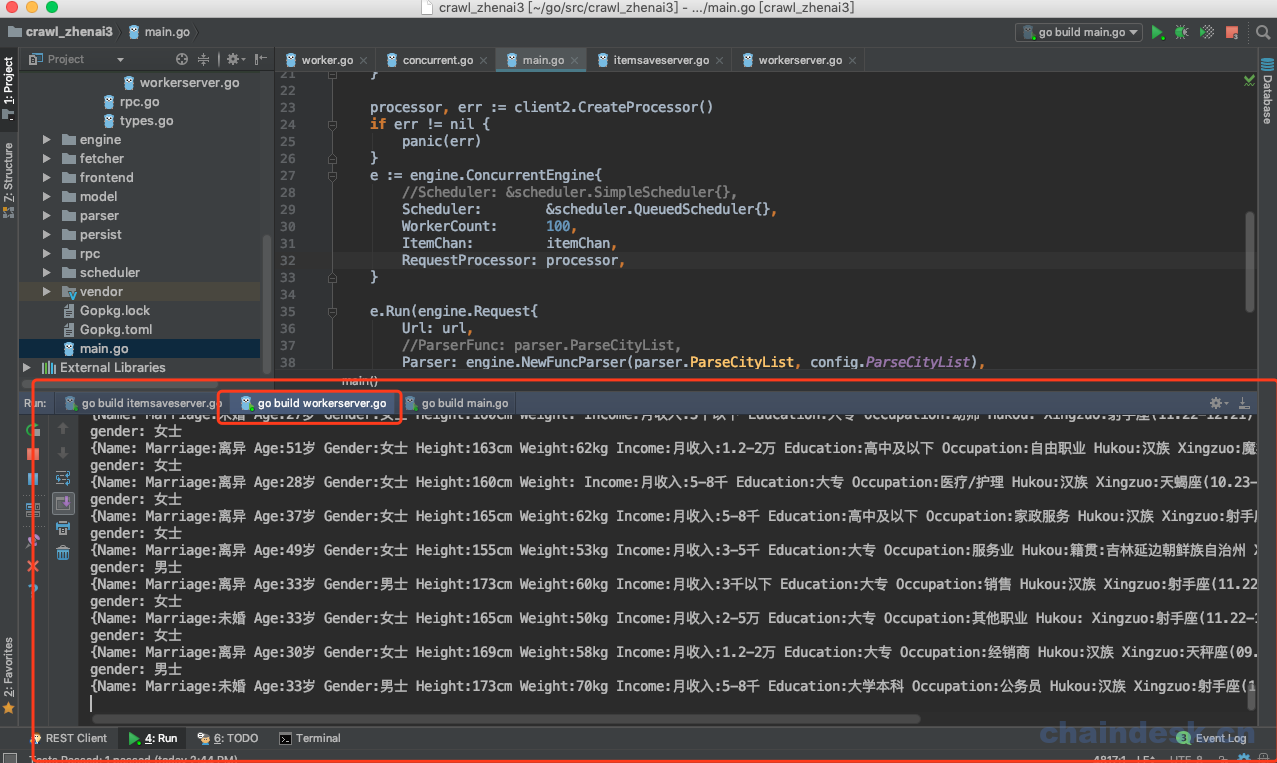 crawl_zhenai3 [~/go/src/crawl_zhenai3] - .../main.go [crawl_zhenai3]
crawl_zhenai3 main.go go build main.go
1: Project
Project
worker.go concurrent.go main.go itemsaveserver.go workerserver.go
workerserver.go
rpc.go
types.go
engine
fetcher
frontend
model
parser
persist
rpc
scheduler
vendor
Gopkg.lock
Gopkg.toml
main.go
External Libraries
Z: Structure
2: Favorites
Database
21 }
22
23 processor, err := client2.CreateProcessor()
24 if err != nil {
25 panic(err)
26 }
27 e := engine.ConcurrentEngine{
28 //Scheduler: &scheduler.SimpleScheduler{},
29 Scheduler: &scheduler.QueuedScheduler{},
30 WorkerCount: 100,
31 ItemChan: itemChan,
32 RequestProcessor: processor,
33 }
34
35 e.Run(engine.Request{
36 Url: url,
37 //ParserFunc: parser.ParseCityList,
38 Parser: engine.NewFuncParser(parser.ParseCityList, config.ParseCityList),
main()
Run: go build itemsaveserver.go go build workerserver.go go build main.go
{Name: Marriage:未婚 Age:27岁 Gender:女士 Height:160cm Weight: Income:月收入:3千以下 Education:大专 Occupation:幼师 Hukou: Xingzuo:射手座(11.22-12.21)
gender: 女士
{Name: Marriage:离异 Age:51岁 Gender:女士 Height:163cm Weight:62kg Income:月收入:1.2-2万 Education:高中及以下 Occupation:自由职业 Hukou:汉族 Xingzuo:魔
gender: 女士
{Name: Marriage:离异 Age:28岁 Gender:女士 Height:160cm Weight: Income:月收入:5-8千 Education:大专 Occupation:医疗/护理 Hukou:汉族 Xingzuo:天蝎座(10.23-
gender: 女士
{Name: Marriage:离异 Age:37岁 Gender:女士 Height:165cm Weight:62kg Income:月收入:5-8千 Education:高中及以下 Occupation:家政服务 Hukou:汉族 Xingzuo:射手
gender: 女士
{Name: Marriage:离异 Age:49岁 Gender:女士 Height:155cm Weight:53kg Income:月收入:3-5千 Education:大专 Occupation:服务业 Hukou:籍贯:吉林延边朝鲜族自治州 X
gender: 男士
{Name: Marriage:离异 Age:33岁 Gender:男士 Height:173cm Weight:60kg Income:月收入:3千以下 Education:大专 Occupation:销售 Hukou:汉族 Xingzuo:射手座(11.22
gender: 女士
{Name: Marriage:未婚 Age:33岁 Gender:女士 Height:165cm Weight:50kg Income:月收入:2-5万 Education:大专 Occupation:其他职业 Hukou: Xingzuo:射手座(11.22-1
gender: 女士
{Name: Marriage:离异 Age:30岁 Gender:女士 Height:169cm Weight:58kg Income:月收入:1.2-2万 Education:大专 Occupation:经销商 Hukou:汉族 Xingzuo:天秤座(09.
gender: 男士
{Name: Marriage:未婚 Age:33岁 Gender:男士 Height:173cm Weight:70kg Income:月收入:5-8千 Education:大学本科 Occupation:公务员 Hukou:汉族 Xingzuo:射手座(1
chaindesk.cn
REST Client 4: Run 6: TODO Terminal 3 Event Log
Tests Passed: 1 passed (today 2:44 PM) 4817:1 LF UTF-8